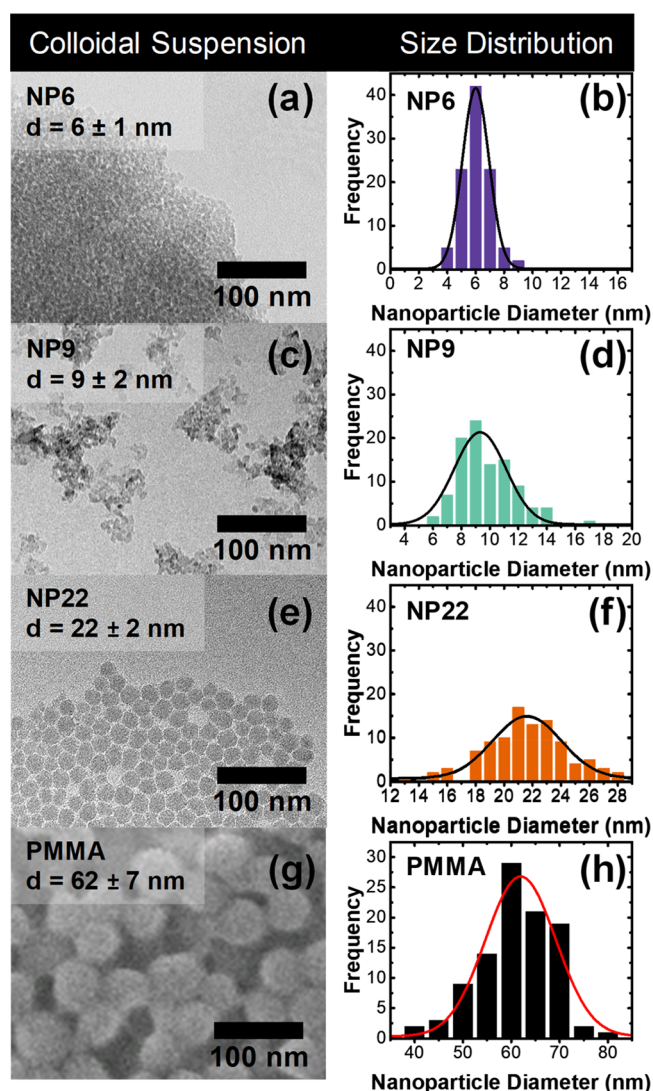 Colloidal Suspension
Size Distribution
NP6
d = 6 ± 1 nm
(a)
100 nm
NP6
(b)
Frequency
40
30
20
10
0
0 2 4 6 8 10 12 14 16
Nanoparticle Diameter (nm)
NP9
d = 9 ± 2 nm
(c)
100 nm
NP9
(d)
Frequency
40
30
20
10
0
4 6 8 10 12 14 16 18 20
Nanoparticle Diameter (nm)
NP22
d = 22 ± 2 nm
(e)
100 nm
NP22
(f)
Frequency
40
30
20
10
0
12 14 16 18 20 22 24 26 28
Nanoparticle Diameter (nm)
PMMA
d = 62 ± 7 nm
(g)
100 nm
PMMA
(h)
Frequency
30
25
20
15
10
5
0
40 50 60 70 80
Nanoparticle Diameter (nm)